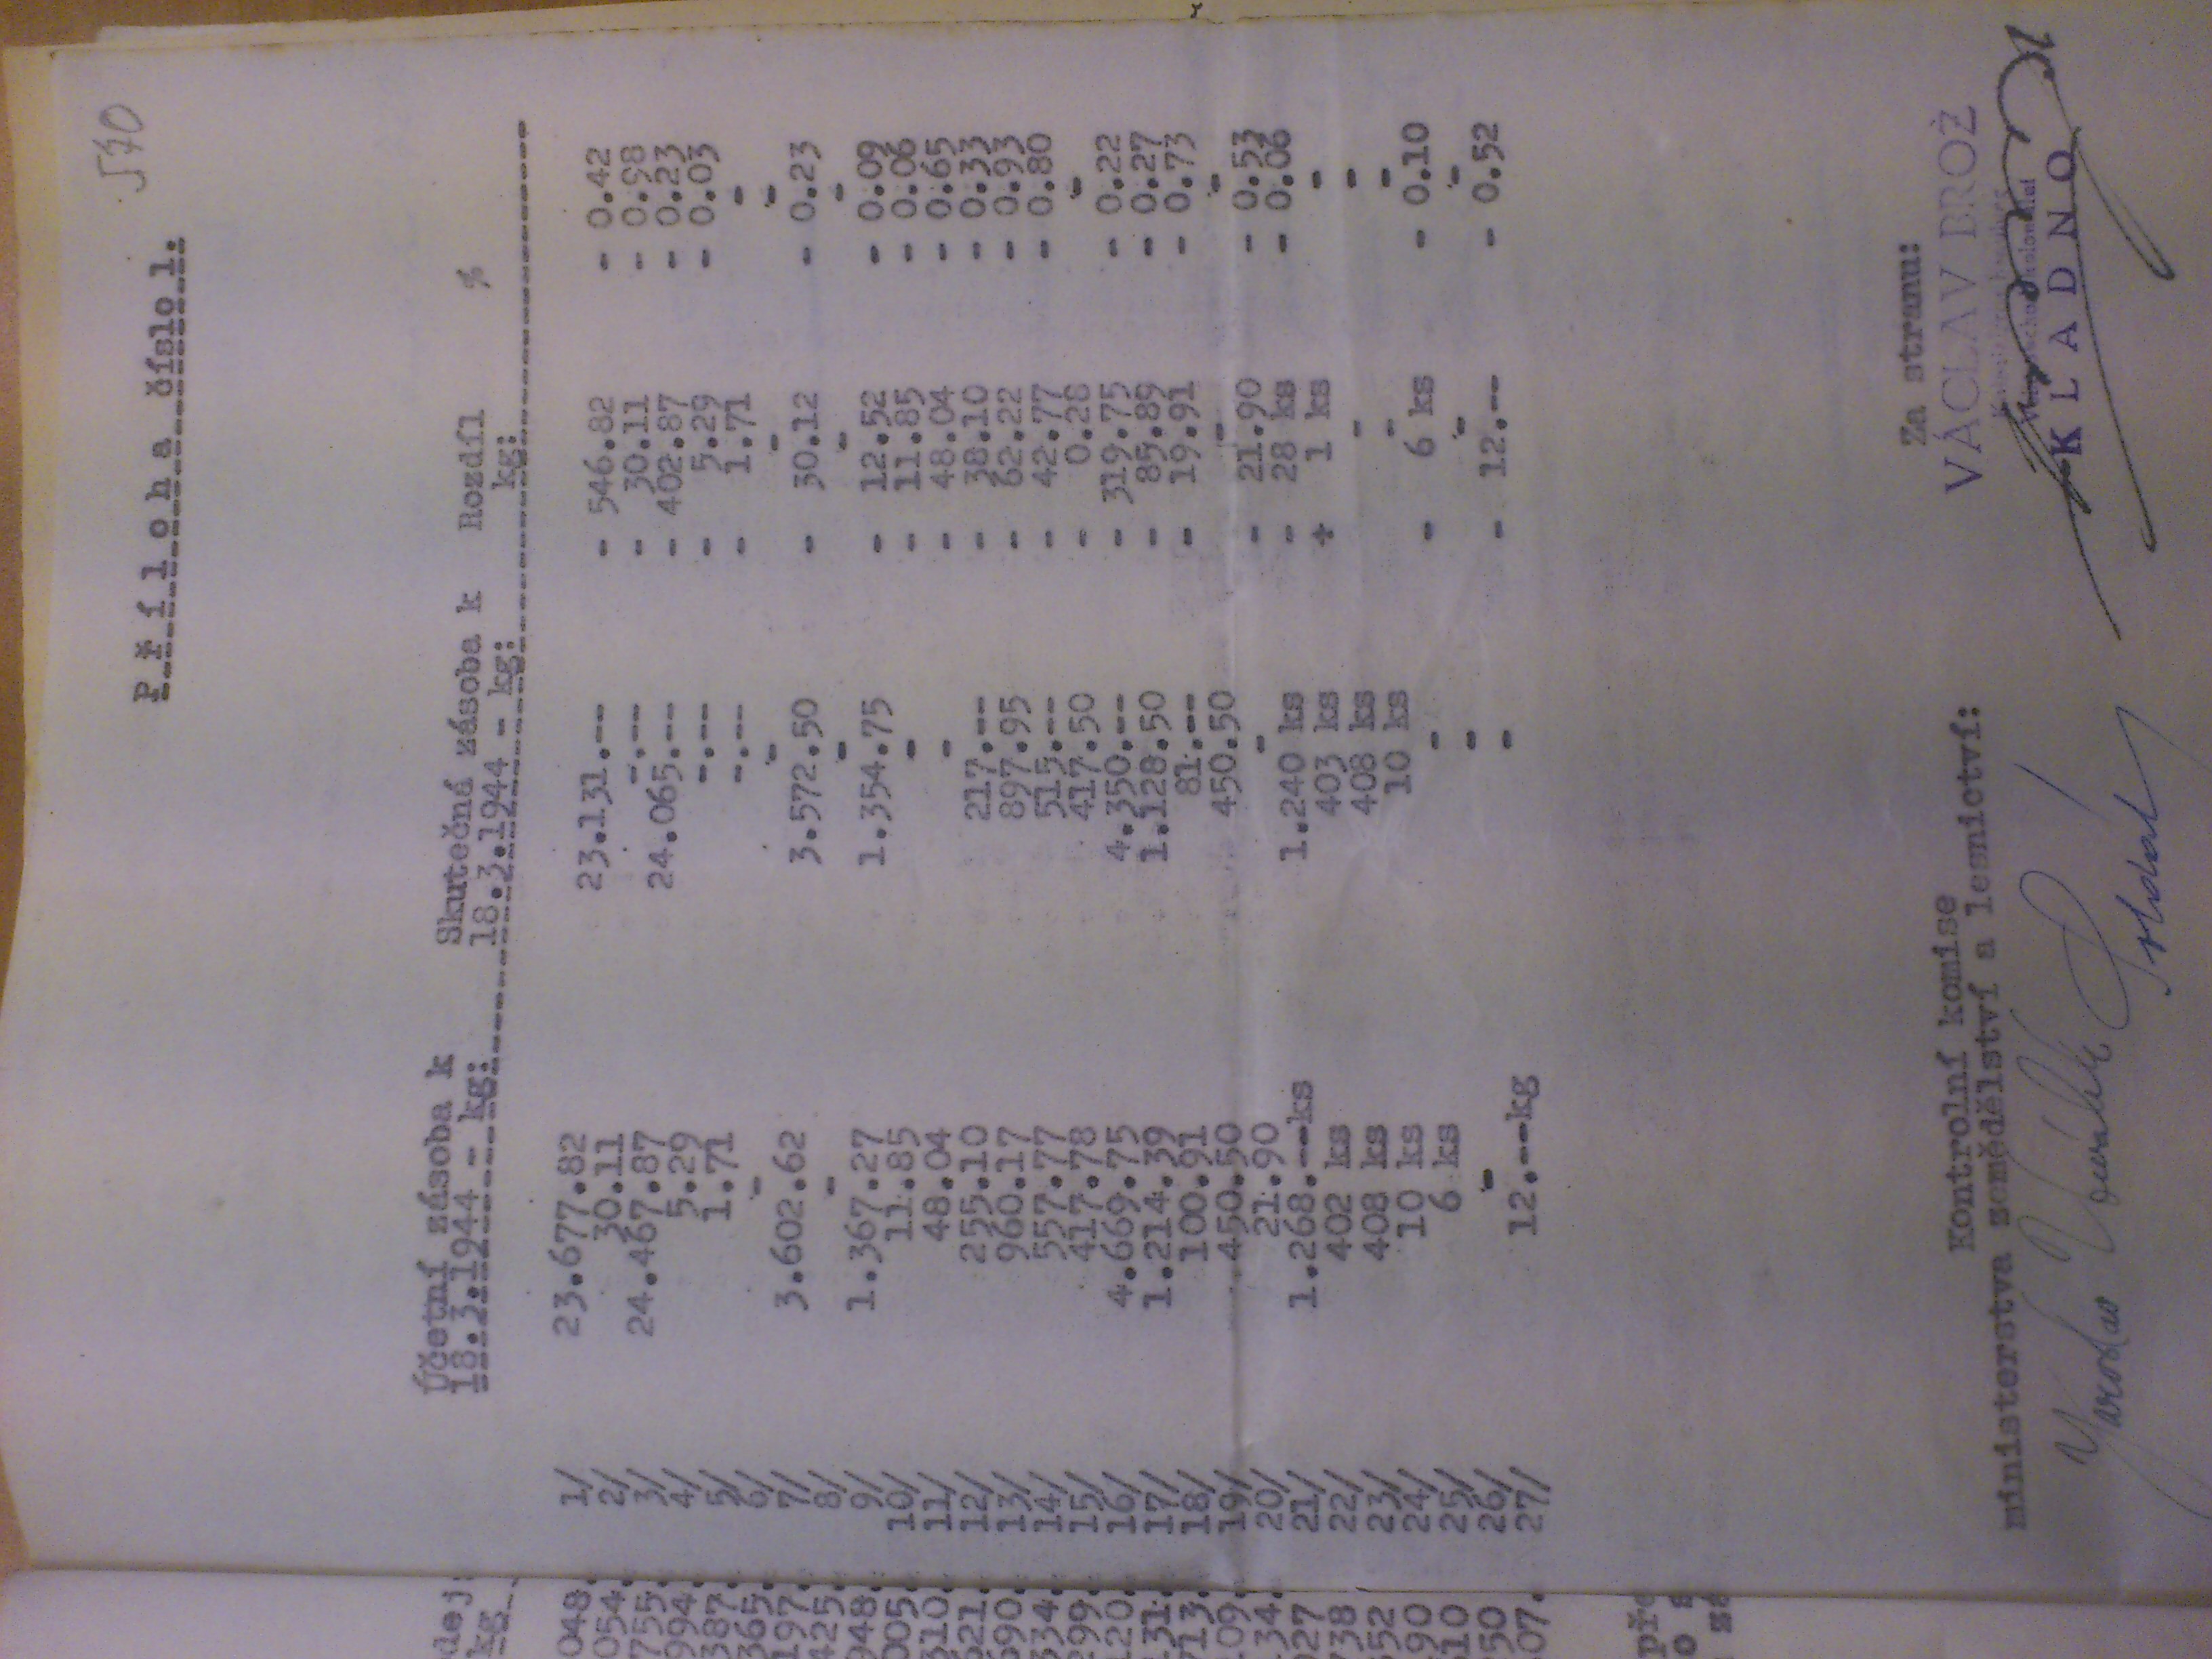 570
P ř í l o h a číslo 1.
Účetní zásoba k Skutečná zásoba k Rozdíl %
18.3.1944 - kg: 18.3.1944 - kg: kg:
1/ 23.677.82 23.131.-- - 546.82 - 0.42
2/ 30.11 -.-- - 30.11 - 0.98
3/ 24.467.87 24.065.-- - 402.87 - 0.23
4/ 5.29 -.-- - 5.29 - 0.03
5/ 1.71 -.-- - 1.71 -
6/ - - - -
7/ 3.602.62 3.572.50 - 30.12 - 0.23
8/ - - - -
9/ 1.367.27 1.354.75 - 12.52 - 0.09
10/ 11.85 - - 11.85 - 0.06
11/ 48.04 - - 48.04 - 0.65
12/ 255.10 217.-- - 38.10 - 0.33
13/ 960.17 897.95 - 62.22 - 0.93
14/ 557.77 515.-- - 42.77 - 0.80
15/ 417.78 417.50 - 0.28 -
16/ 4.669.75 4.350.-- - 319.75 - 0.22
17/ 1.214.39 1.128.50 - 85.89 - 0.27
18/ 100.91 81.-- - 19.91 - 0.73
19/ 450.50 450.50 - -
20/ 21.90 - - 21.90 - 0.53
21/ 1.268.--ks 1.240 ks - 28 ks - 0.06
22/ 402 ks 403 ks + 1 ks -
23/ 408 ks 408 ks - -
24/ 10 ks 10 ks - -
25/ 6 ks - - 6 ks - 0.10
26/ - - - -
27/ 12.--kg - - 12.-- - 0.52
Za stranu:
Kontrolní komise
ministerstva zemědělství a lesnictví:
VÁCLAV BROŽ
KLADNO
Jaroslav